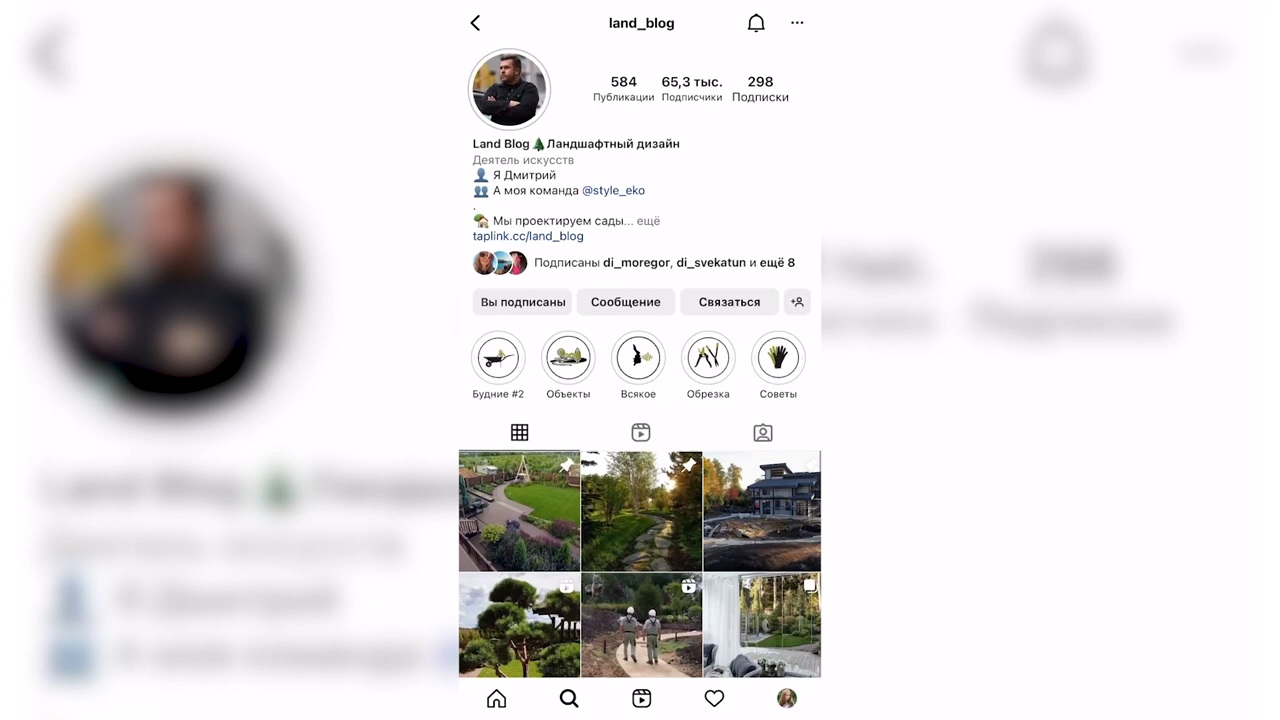 land_blog
584 65,3 тыс. 298
Публикации Подписчики Подписки
Land Blog🌲Ландшафтный дизайн
Деятель искусств
👤 Я Дмитрий
👥 А моя команда @style_eko
.
🏡 Мы проектируем сады... ещё
taplink.cc/land_blog
Подписаны di_moregor, di_svekatun и ещё 8
Вы подписаны Сообщение Связаться
Будние #2 Объекты Всякое Обрезка Советы